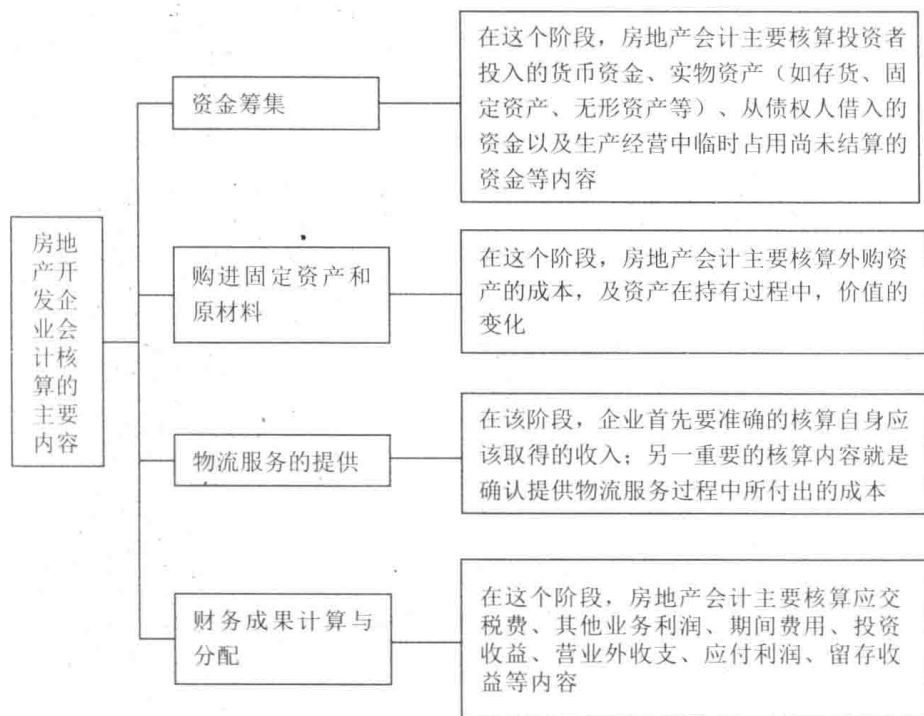 房地
产开
发企
业会
计核
算的
主要
内容
资金筹集
在这个阶段，房地产会计主要核算投资者
投入的货币资金、实物资产（如存货、固
定资产、无形资产等）、从债权人借入的
资金以及生产经营中临时占用尚未结算的
资金等内容
购进固定资产和
原材料
在这个阶段，房地产会计主要核算外购资
产的成本，及资产在持有过程中，价值的
变化
物流服务的提供
在该阶段，企业首先要准确的核算自身应
该取得的收入；另一重要的核算内容就是
确认提供物流服务过程中所付出的成本
财务成果计算与
分配
在这个阶段，房地产会计主要核算应交
税费、其他业务利润、期间费用、投资
收益、营业外收支、应付利润、留存收
益等内容